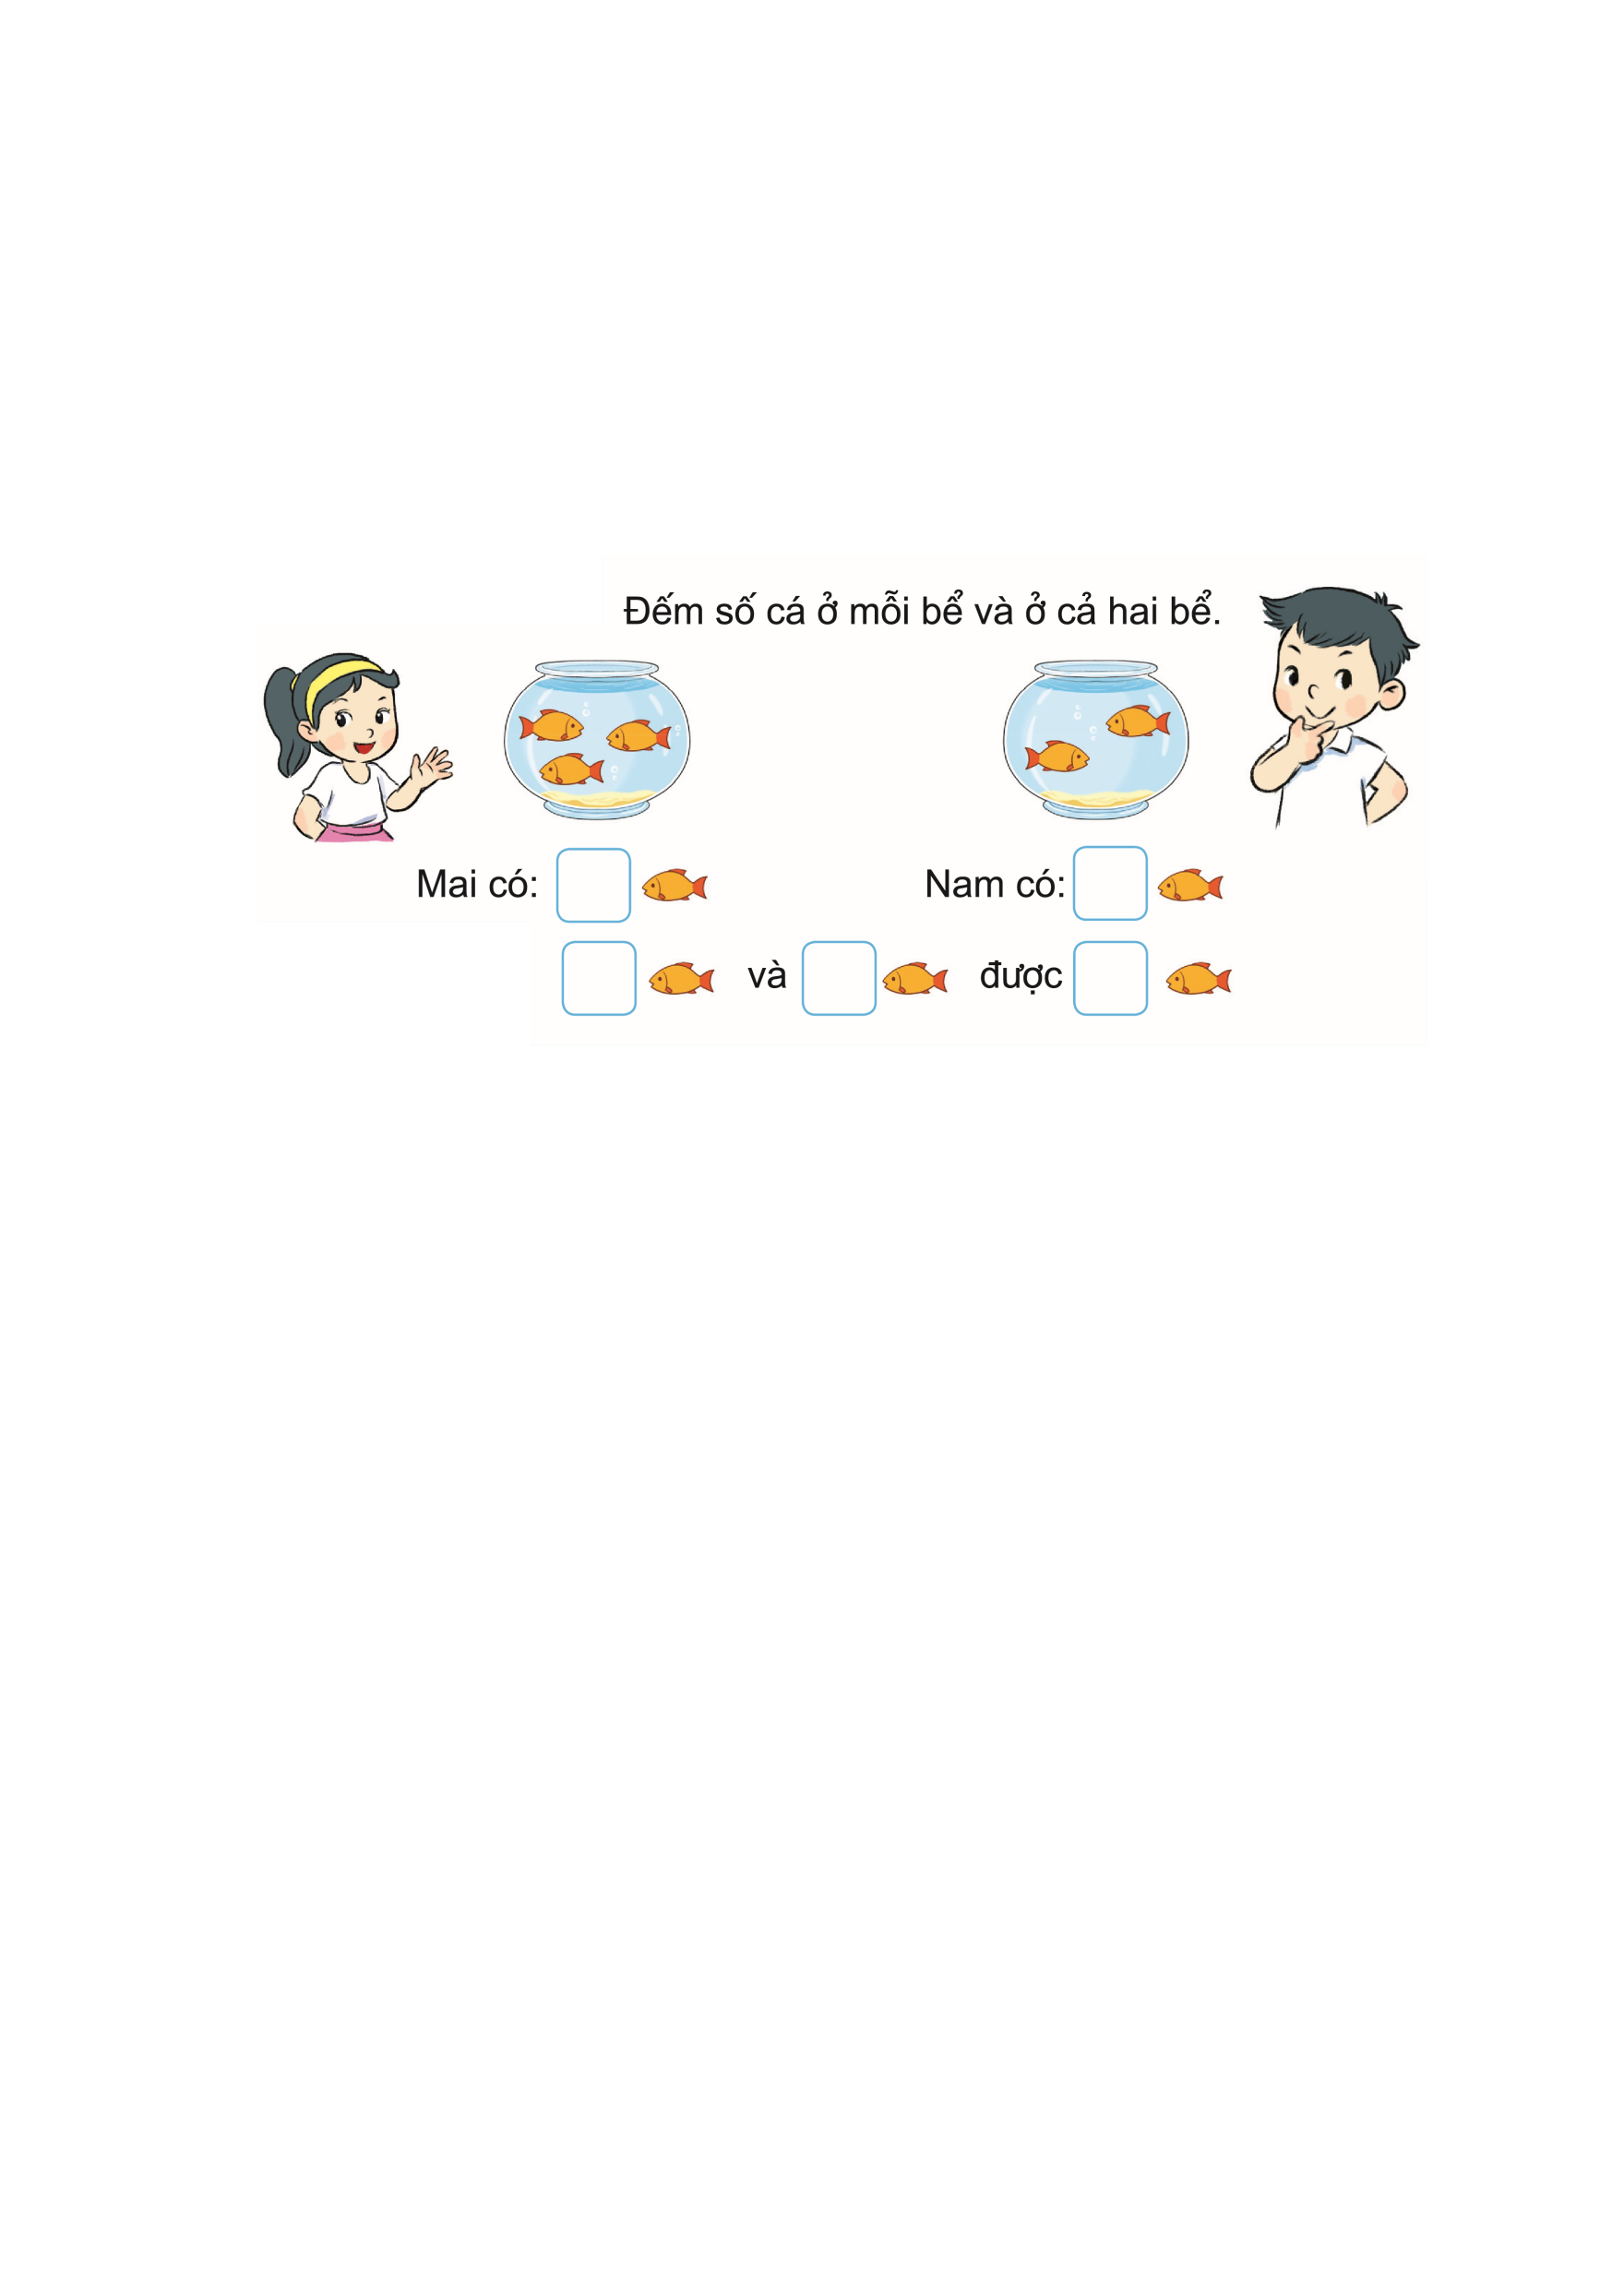 Đếm số cá ở mỗi bể và ở cả hai bể.
Mai có:
Nam có:
và
được